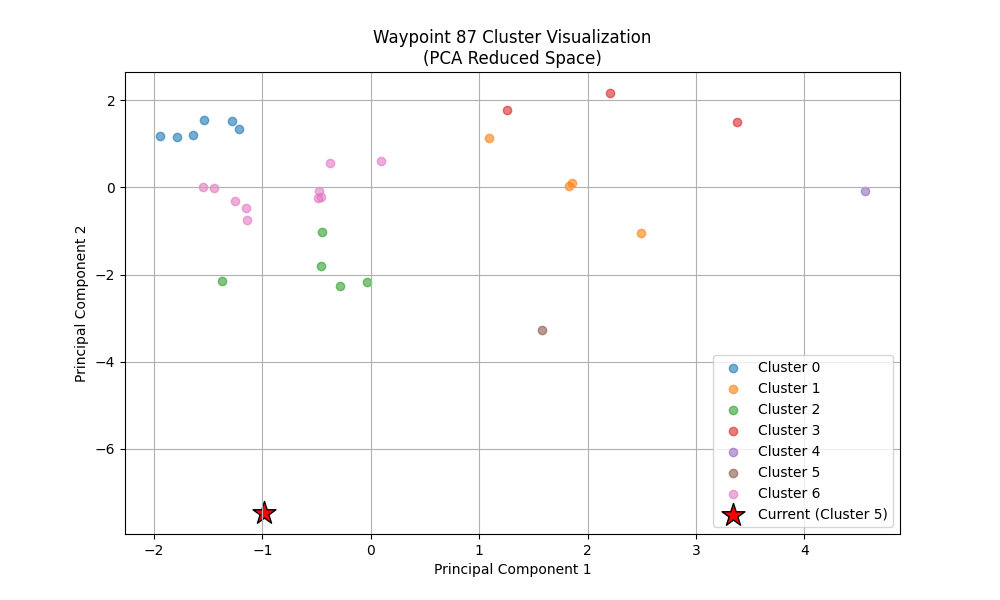 Waypoint 87 Cluster Visualization
(PCA Reduced Space)
Principal Component 2
2
0
−2
−4
−6
Cluster 0
Cluster 1
Cluster 2
Cluster 3
Cluster 4
Cluster 5
Cluster 6
Current (Cluster 5)
−2 −1 0 1 2 3 4
Principal Component 1